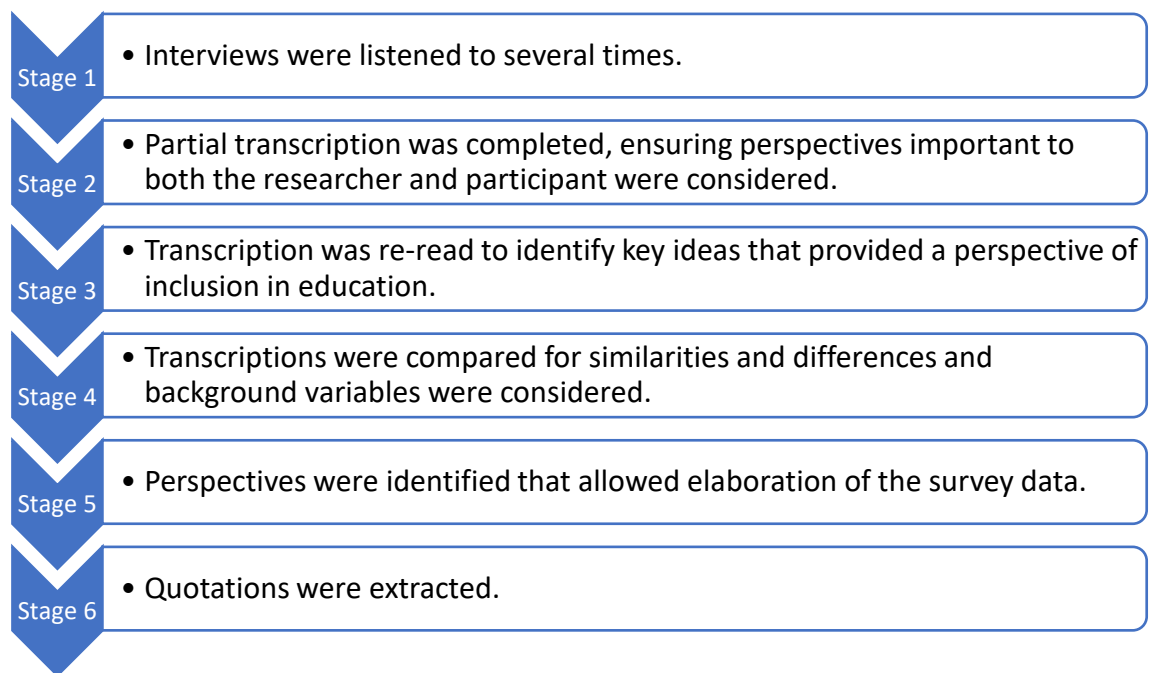 Stage 1
• Interviews were listened to several times.
Stage 2
• Partial transcription was completed, ensuring perspectives important to
both the researcher and participant were considered.
Stage 3
• Transcription was re-read to identify key ideas that provided a perspective of
inclusion in education.
Stage 4
• Transcriptions were compared for similarities and differences and
background variables were considered.
Stage 5
• Perspectives were identified that allowed elaboration of the survey data.
Stage 6
• Quotations were extracted.